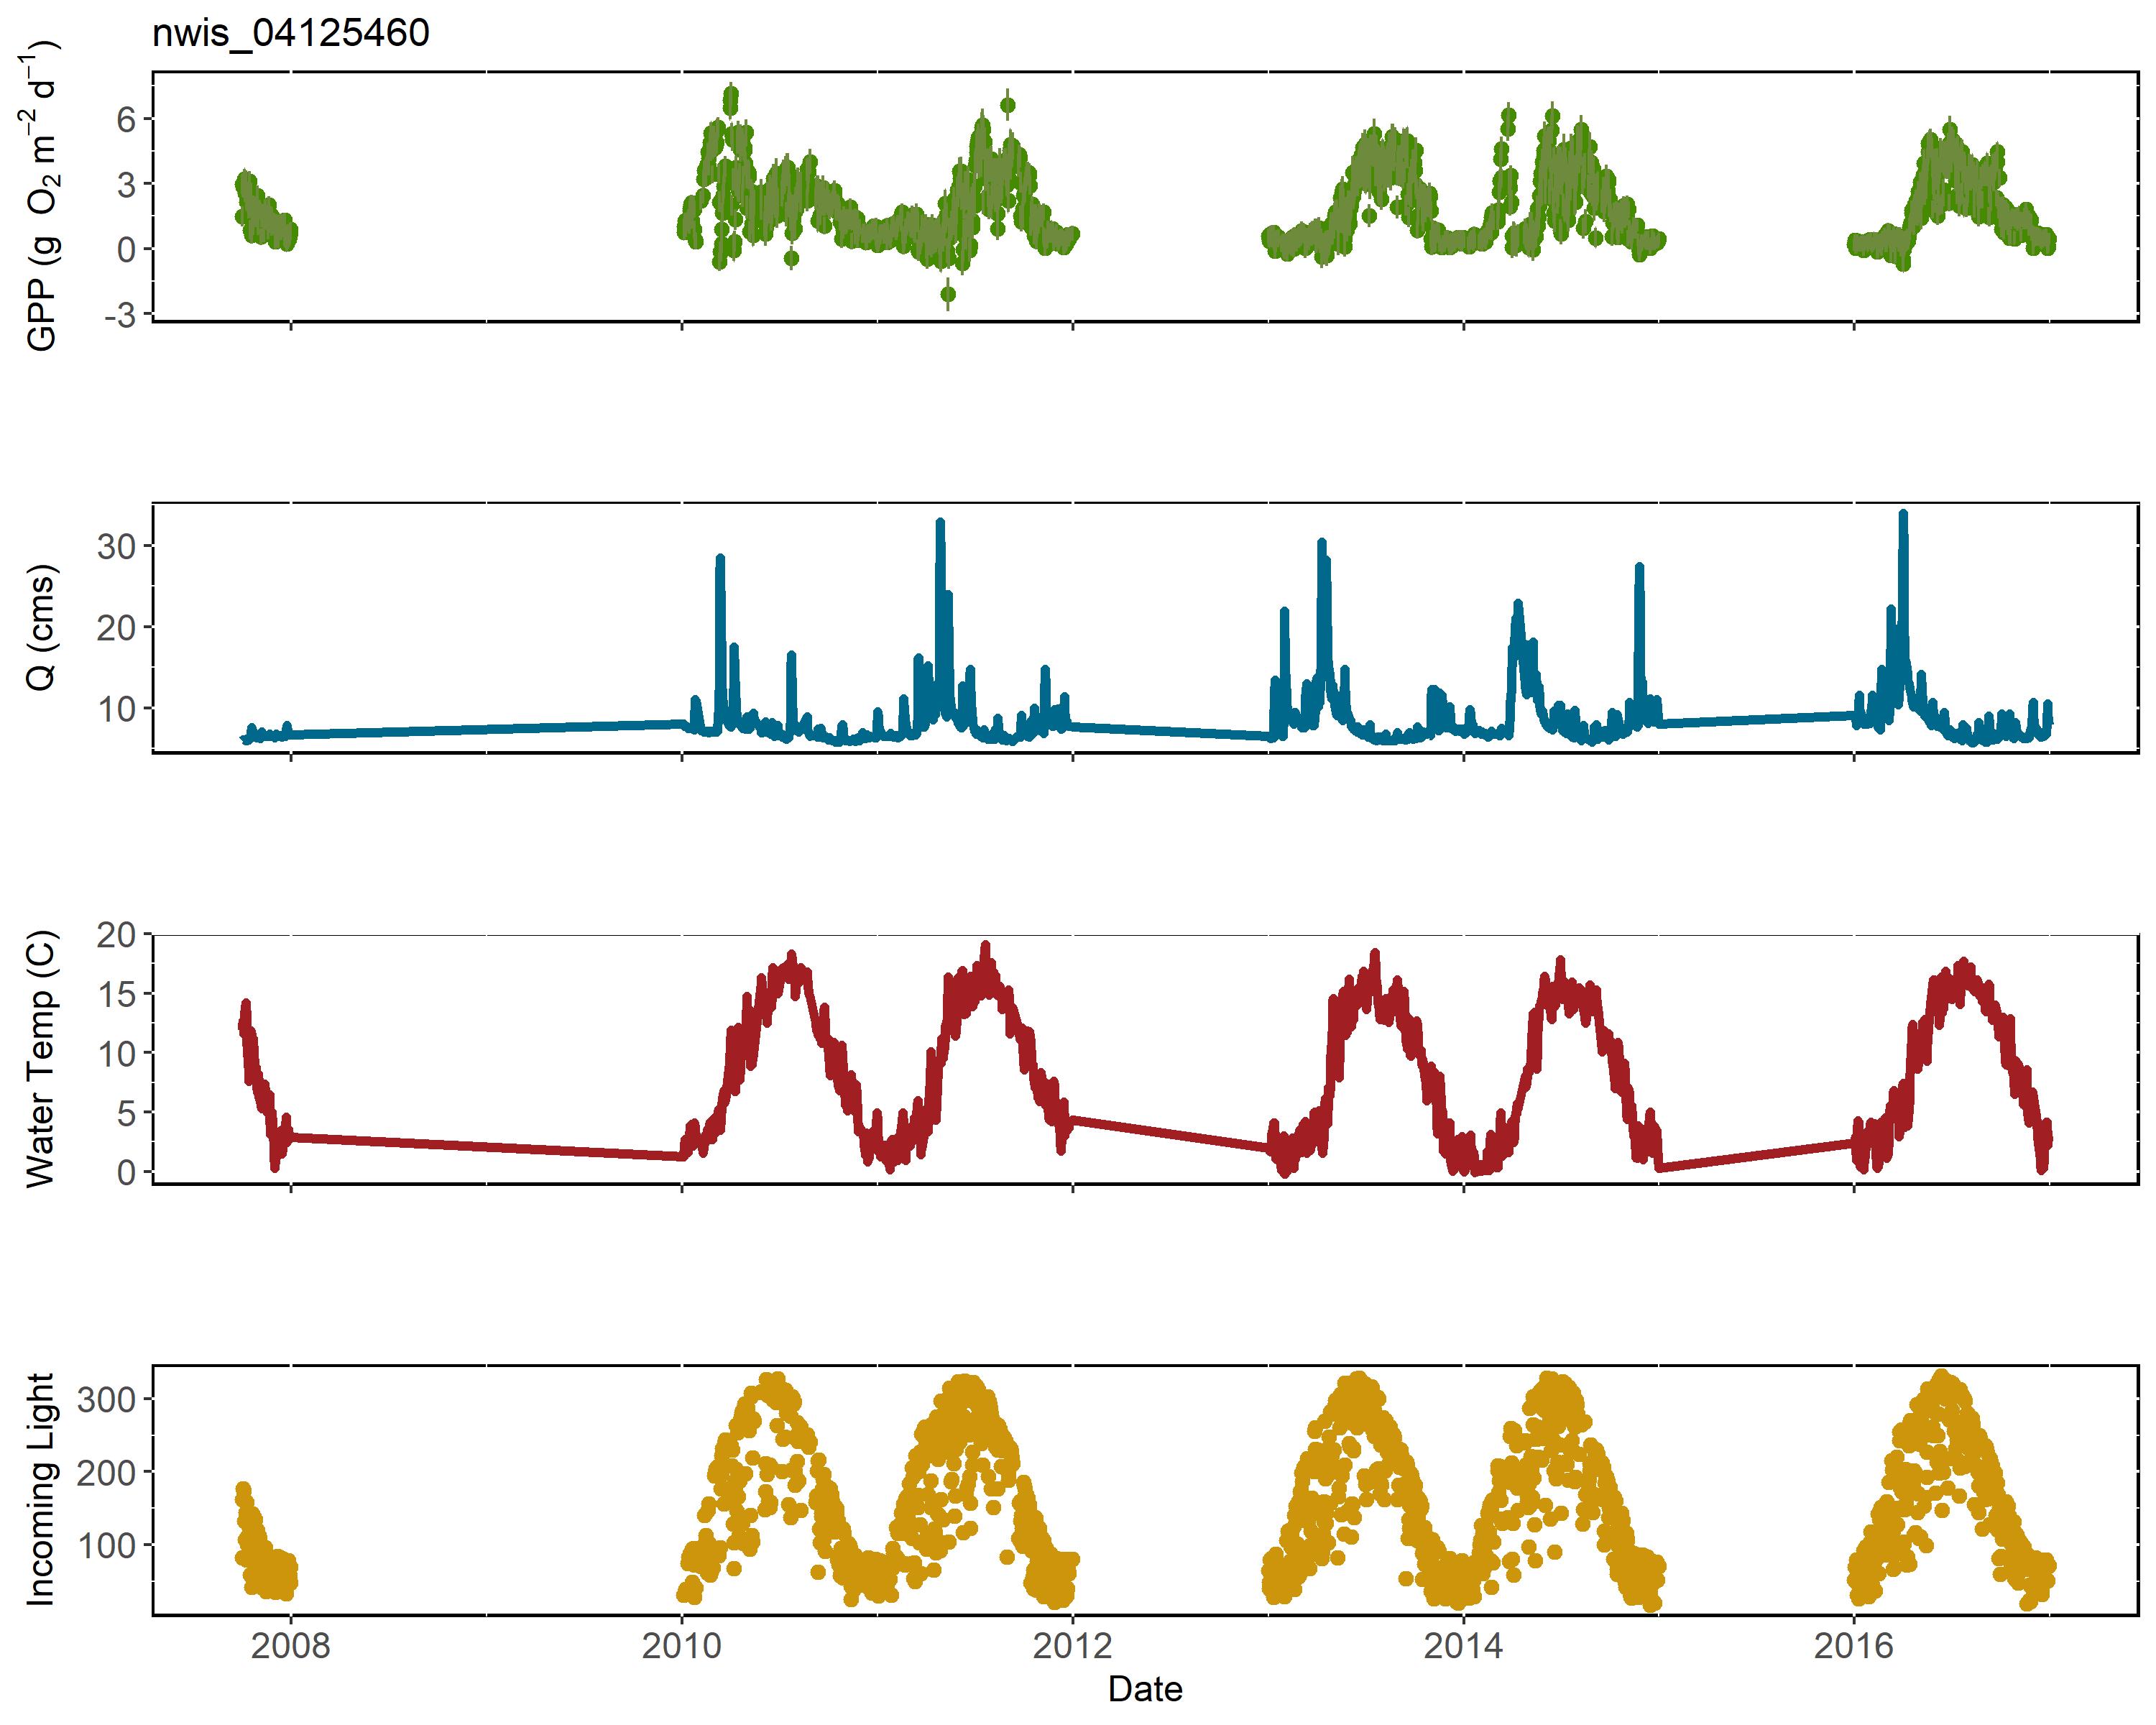 nwis_04125460
GPP (g O₂ m⁻² d⁻¹)
6
3
0
-3
Q (cms)
30
20
10
Water Temp (C)
20
15
10
5
0
Incoming Light
300
200
100
2008 2010 2012 2014 2016
Date